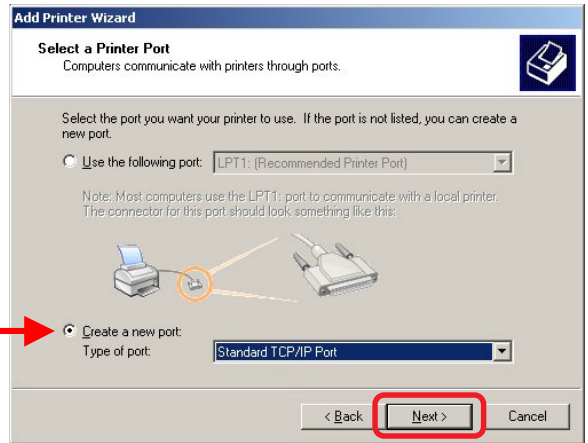 Add Printer Wizard
Select a Printer Port
Computers communicate with printers through ports.
Select the port you want your printer to use. If the port is not listed, you can create a
new port.
Use the following port: LPT1: (Recommended Printer Port)
Note: Most computers use the LPT1: port to communicate with a local printer.
The connector for this port should look something like this:
Create a new port:
Type of port: Standard TCP/IP Port
< Back Next > Cancel